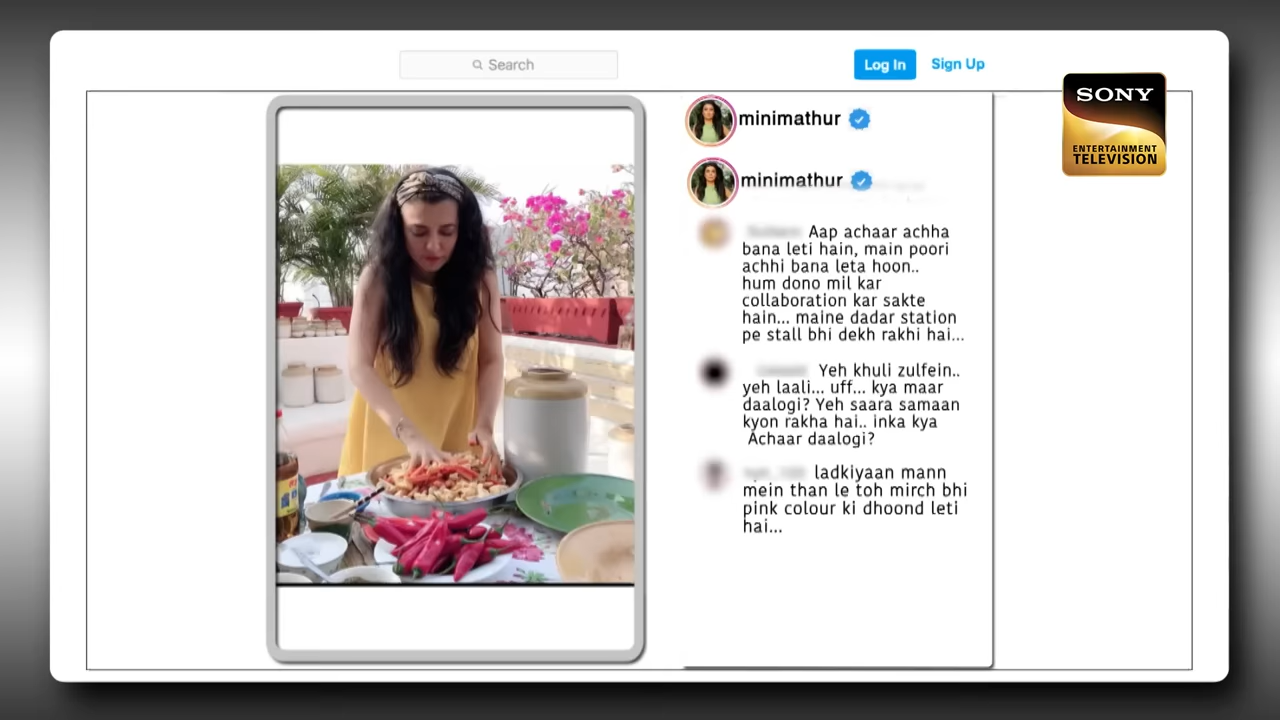 Search
Log In
Sign Up
SONY
ENTERTAINMENT
TELEVISION
minimathur
minimathur
Aap achaar achha
bana leti hain, main poori
achhi bana leta hoon..
hum dono mil kar
collaboration kar sakte
hain... maine dadar station
pe stall bhi dekh rakhi hai...
Yeh khuli zulfein..
yeh laali... uff... kya maar
daalogi? Yeh saara samaan
kyon rakha hai.. inka kya
Achaar daalogi?
ladkiyaan mann
mein than le toh mirch bhi
pink colour ki dhoond leti
hai...